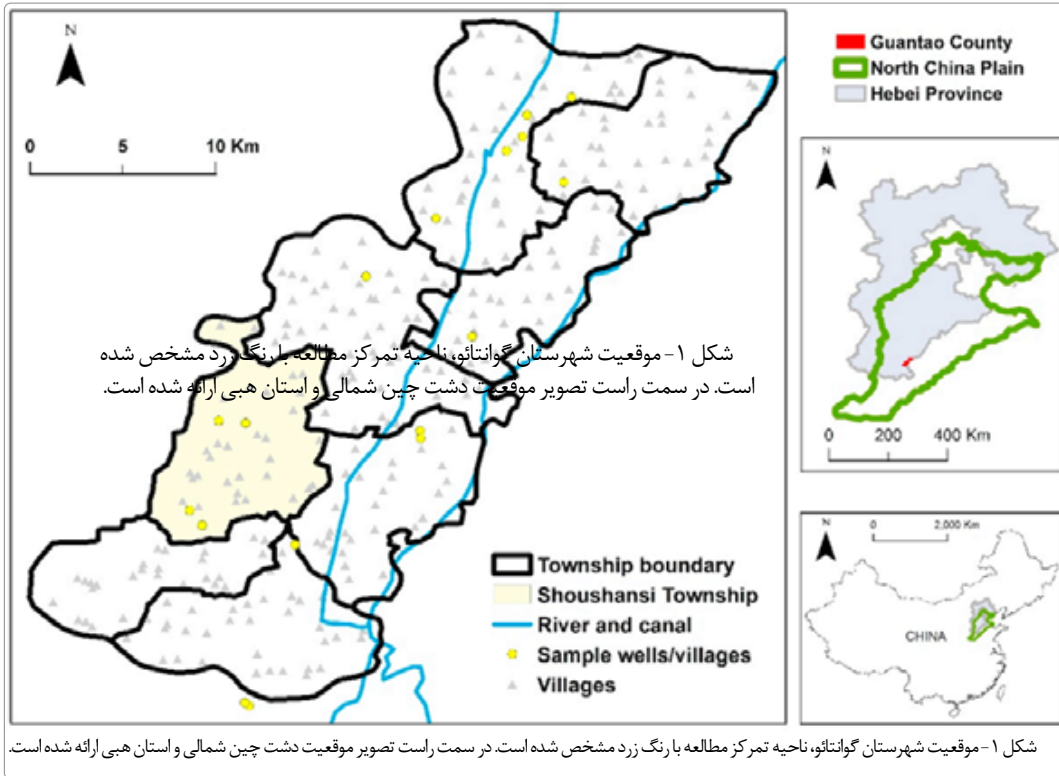 N
0 5 10 Km
Guantao County
North China Plain
Hebei Province
N
0 200 400 Km
شکل ۱- موقعیت شهرستان گوانتائو، ناحیه تمرکز مطالعه با رنگ زرد مشخص شده
است. در سمت راست تصویر موقعیت دشت چین شمالی و استان هبی ارائه شده است.
Township boundary
Shoushansi Township
River and canal
Sample wells/villages
Villages
N
0 2,000 Km
CHINA
شکل ۱- موقعیت شهرستان گوانتائو، ناحیه تمرکز مطالعه با رنگ زرد مشخص شده است. در سمت راست تصویر موقعیت دشت چین شمالی و استان هبی ارائه شده است.